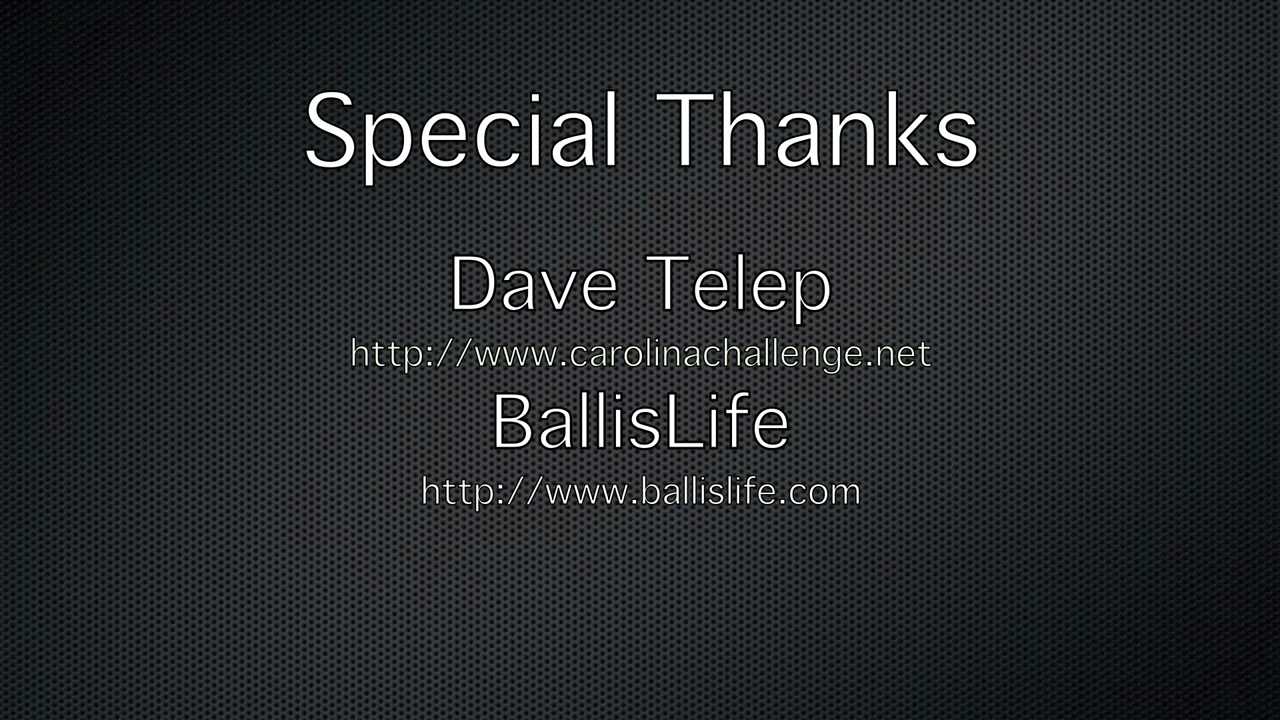 Special Thanks
Dave Telep
http://www.carolinachallenge.net
BallisLife
http://www.ballislife.com